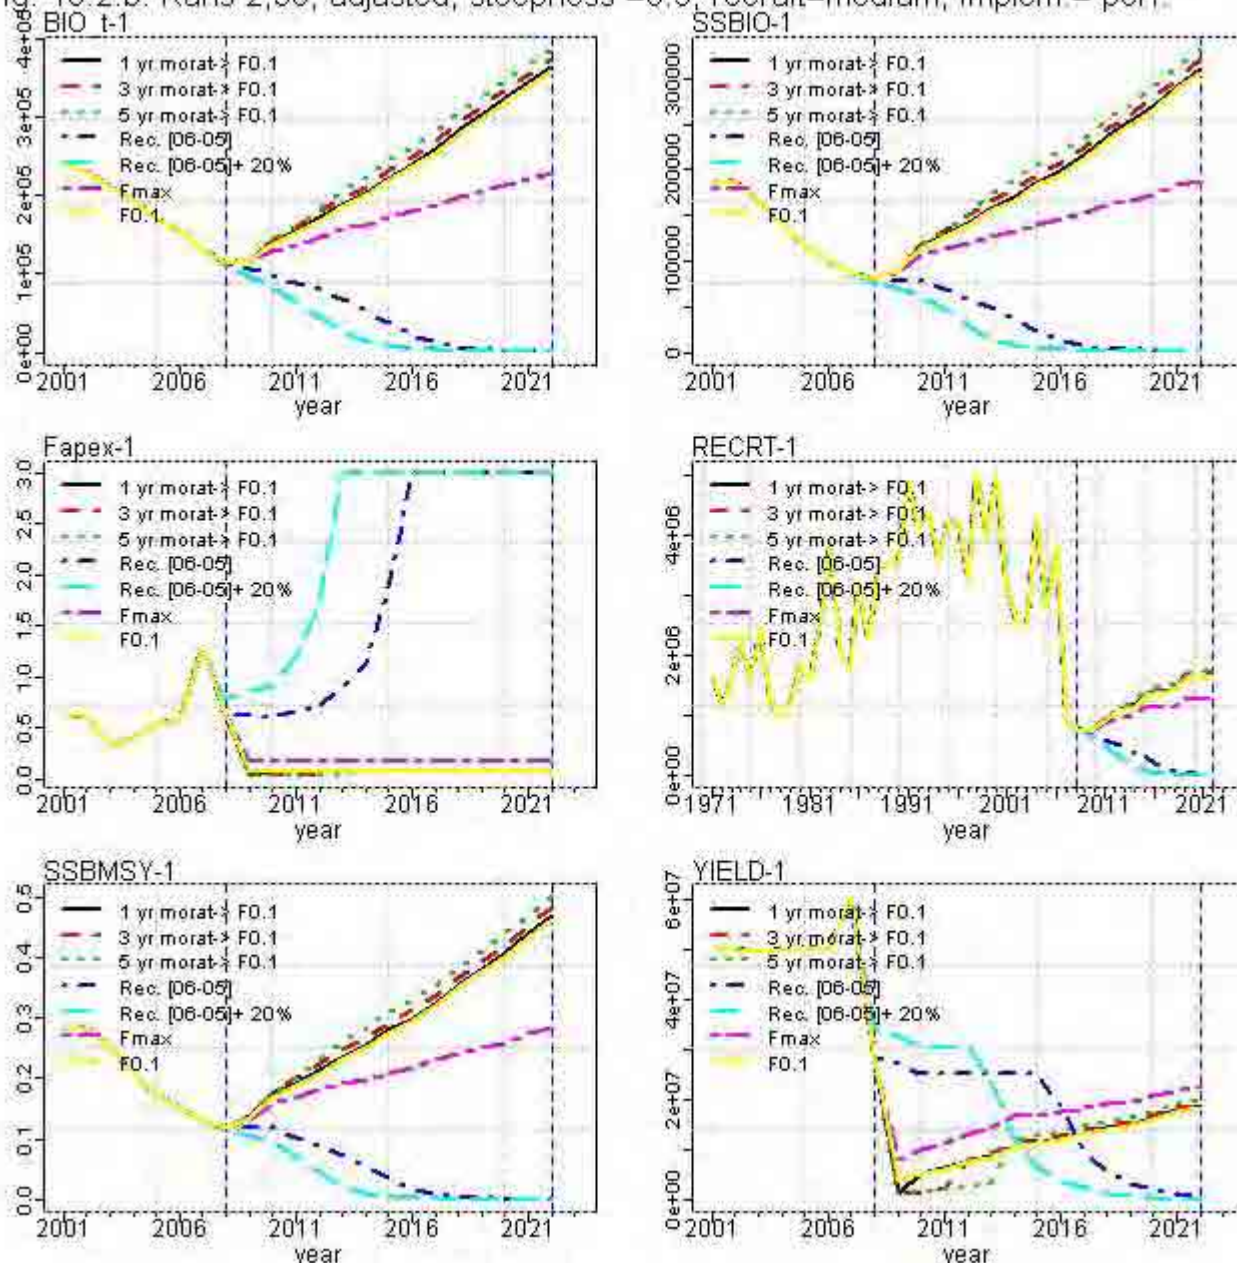 10.2.b. Runs 2,80, adjusted, steepness =0.9, recruit=medium, implem.= perf.
BIO_t-1
4e+05
3e+05
2e+05
1e+05
0e+00
1 yr morat-> F0.1
3 yr morat-> F0.1
5 yr morat-> F0.1
Rec. [06-05]
Rec. [06-05]+ 20%
Fmax
F0.1
2001 2006 2011 2016 2021
year
SSBIO-1
300000
200000
100000
0
1 yr morat-> F0.1
3 yr morat-> F0.1
5 yr morat-> F0.1
Rec. [06-05]
Rec. [06-05]+ 20%
Fmax
F0.1
2001 2006 2011 2016 2021
year
Fapex-1
3.0
2.5
2.0
1.5
1.0
0.5
0.0
1 yr morat-> F0.1
3 yr morat-> F0.1
5 yr morat-> F0.1
Rec. [06-05]
Rec. [06-05]+ 20%
Fmax
F0.1
2001 2006 2011 2016 2021
year
RECRT-1
4e+06
2e+06
0e+00
1 yr morat-> F0.1
3 yr morat-> F0.1
5 yr morat-> F0.1
Rec. [06-05]
Rec. [06-05]+ 20%
Fmax
F0.1
1971 1981 1991 2001 2011 2021
year
SSBMSY-1
0.5
0.4
0.3
0.2
0.1
0.0
1 yr morat-> F0.1
3 yr morat-> F0.1
5 yr morat-> F0.1
Rec. [06-05]
Rec. [06-05]+ 20%
Fmax
F0.1
2001 2006 2011 2016 2021
year
YIELD-1
6e+07
4e+07
2e+07
0e+00
1 yr morat-> F0.1
3 yr morat-> F0.1
5 yr morat-> F0.1
Rec. [06-05]
Rec. [06-05]+ 20%
Fmax
F0.1
2001 2006 2011 2016 2021
year